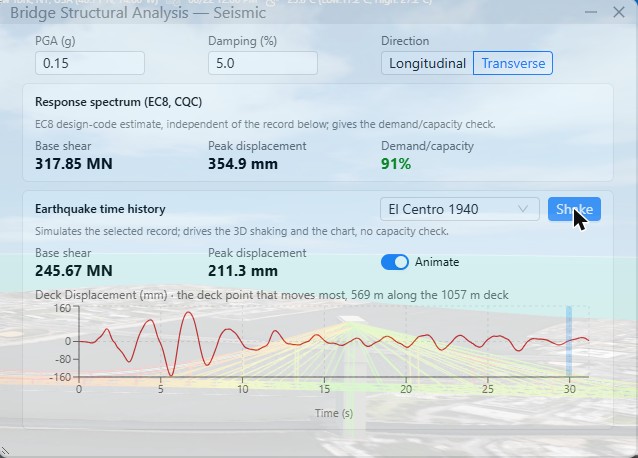 Bridge Structural Analysis — Seismic
PGA (g) Damping (%) Direction
0.15 5.0 Longitudinal Transverse
Response spectrum (EC8, CQC)
EC8 design-code estimate, independent of the record below; gives the demand/capacity check.
Base shear Peak displacement Demand/capacity
317.85 MN 354.9 mm 91%
Earthquake time history El Centro 1940 Shake
Simulates the selected record; drives the 3D shaking and the chart, no capacity check.
Base shear Peak displacement
245.67 MN 211.3 mm Animate
Deck Displacement (mm) - the deck point that moves most, 569 m along the 1057 m deck
160
0
-80
-160
0 5 10 15 20 25 30
Time (s)